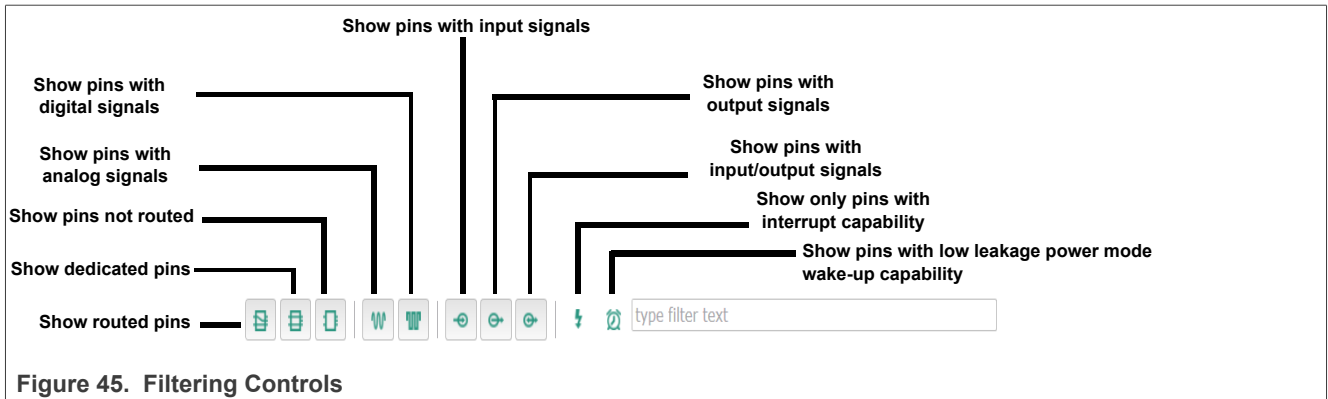 Show pins with input signals
Show pins with
digital signals
Show pins with
output signals
Show pins with
analog signals
Show pins with
input/output signals
Show pins not routed
Show only pins with
interrupt capability
Show dedicated pins
Show pins with low leakage power mode
wake-up capability
Show routed pins
type filter text
Figure 45. Filtering Controls